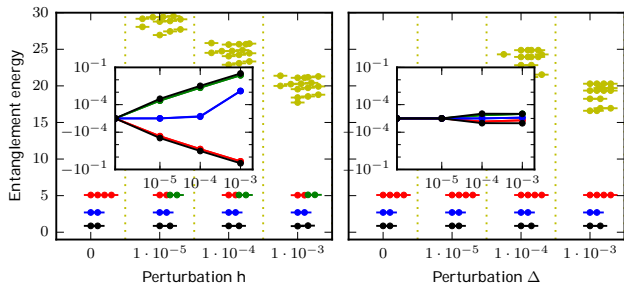 30
25
20
15
10
5
0
Entanglement energy
10⁻¹
10⁻⁴
−10⁻⁴
−10⁻¹
10⁻⁵ 10⁻⁴ 10⁻³
0 1 · 10⁻⁵ 1 · 10⁻⁴ 1 · 10⁻³
Perturbation h
10⁻¹
10⁻⁴
−10⁻⁴
−10⁻¹
10⁻⁵ 10⁻⁴ 10⁻³
0 1 · 10⁻⁵ 1 · 10⁻⁴ 1 · 10⁻³
Perturbation Δ